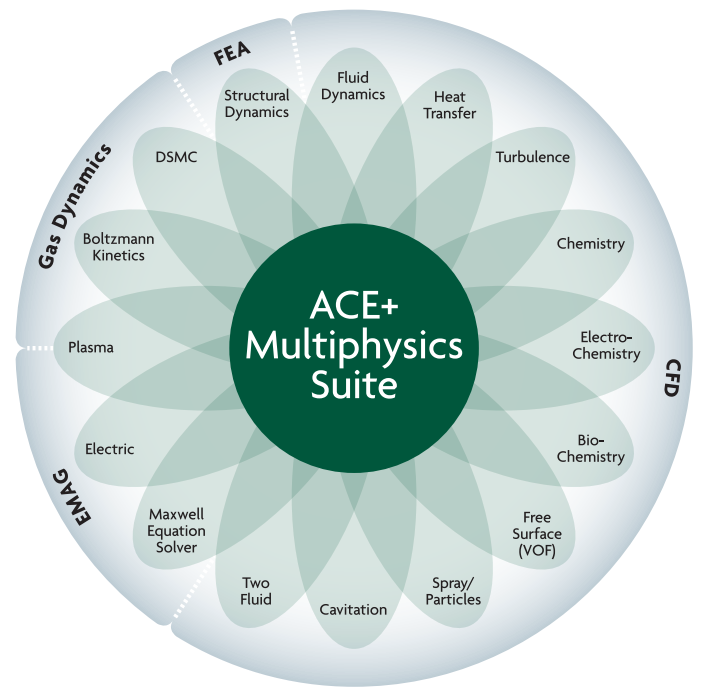 FEA
Gas Dynamics
EMAG
CFD
ACE+
Multiphysics
Suite
Fluid
Dynamics
Heat
Transfer
Turbulence
Chemistry
Electro-
Chemistry
Bio-
Chemistry
Free
Surface
(VOF)
Spray/
Particles
Cavitation
Two
Fluid
Maxwell
Equation
Solver
Electric
Plasma
Boltzmann
Kinetics
DSMC
Structural
Dynamics